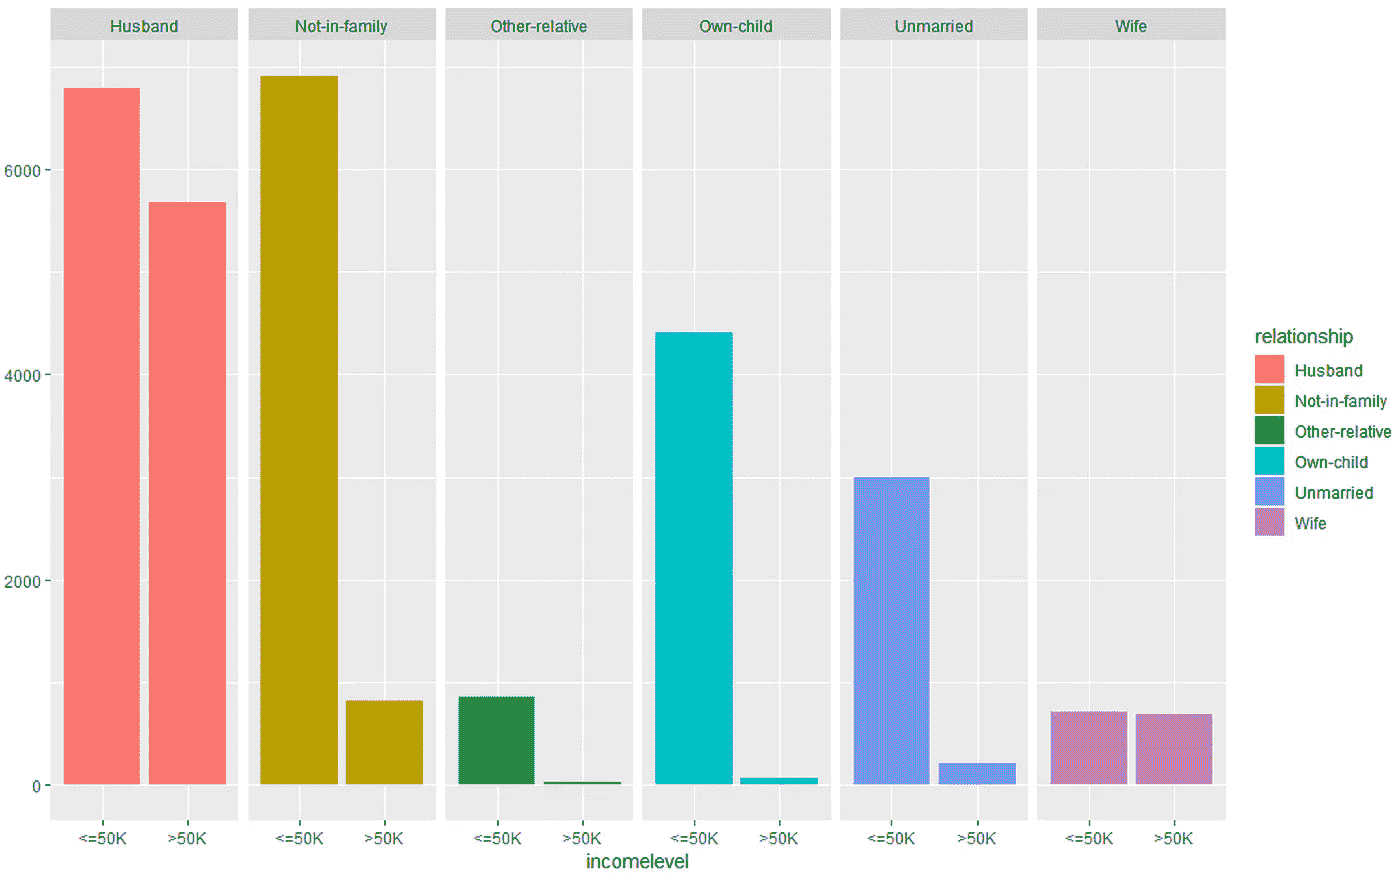 Husband Not-in-family Other-relative Own-child Unmarried Wife
6000
4000
2000
0
<=50K >50K <=50K >50K <=50K >50K <=50K >50K <=50K >50K <=50K >50K
incomelevel
relationship
Husband
Not-in-family
Other-relative
Own-child
Unmarried
Wife